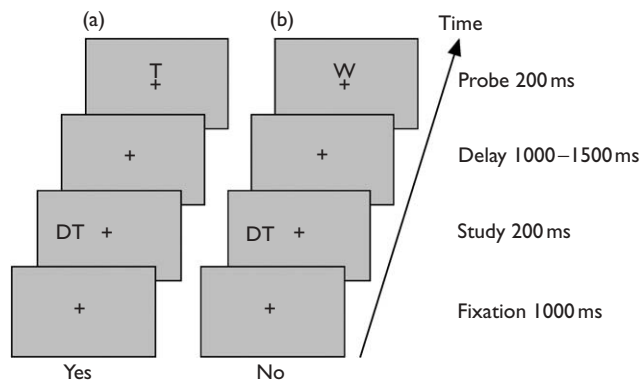 (a)
(b)
Time
T
W
Probe 200 ms
Delay 1000–1500 ms
DT
DT
Study 200 ms
Fixation 1000 ms
Yes
No